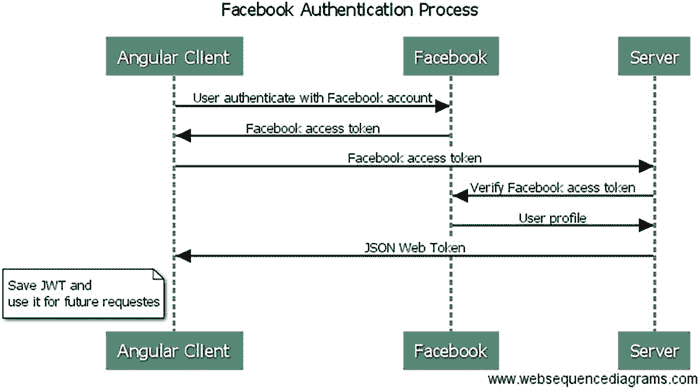 Facebook Authentication Process
Angular Client
Facebook
Server
User authenticate with Facebook account
Facebook access token
Facebook access token
Verify Facebook acess token
User profile
JSON Web Token
Save JWT and
use it for future requestes
Angular Client
Facebook
Server
www.websequencediagrams.com